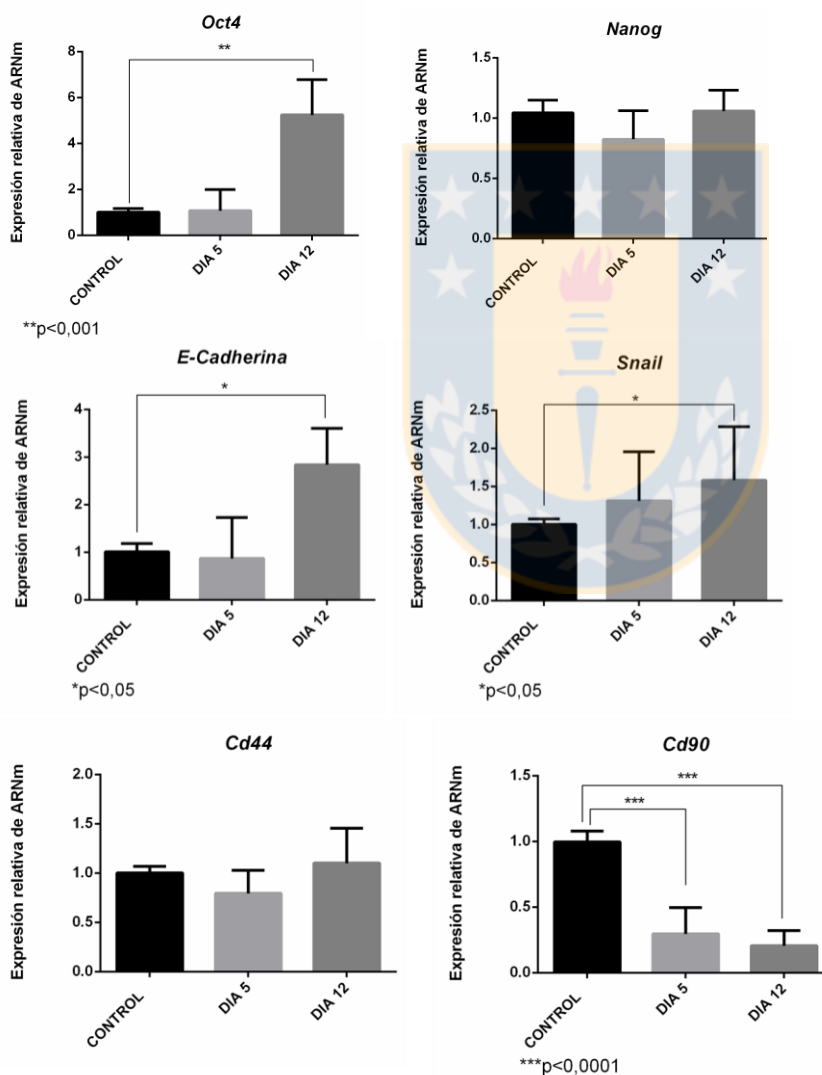 Oct4
Expresión relativa de ARNm
8
6
4
2
0
**
CONTROL
DIA 5
DIA 12
**p<0,001
Nanog
Expresión relativa de ARNm
1.5
1.0
0.5
0.0
CONTROL
DIA 5
DIA 12
E-Cadherina
Expresión relativa de ARNm
4
3
2
1
0
*
CONTROL
DIA 5
DIA 12
*p<0,05
Snail
Expresión relativa de ARNm
2.5
2.0
1.5
1.0
0.5
0.0
*
CONTROL
DIA 5
DIA 12
*p<0,05
Cd44
Expresión relativa de ARNm
2.0
1.5
1.0
0.5
0.0
CONTROL
DIA 5
DIA 12
Cd90
Expresión relativa de ARNm
1.5
1.0
0.5
0.0
***
***
CONTROL
DIA 5
DIA 12
***p<0,0001